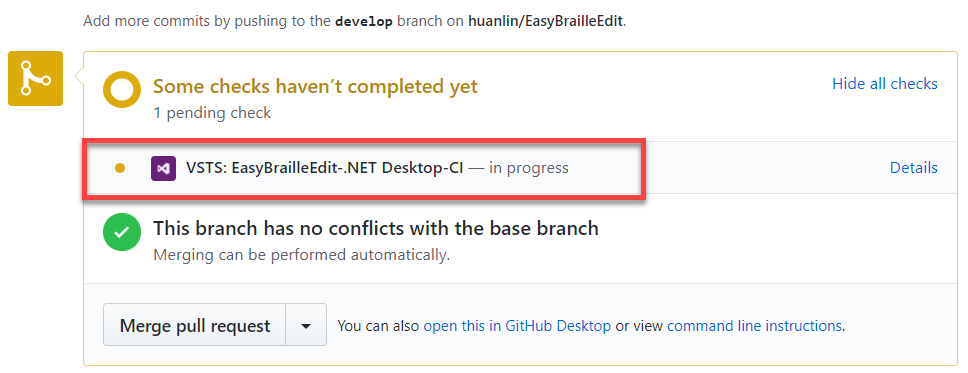 Add more commits by pushing to the develop branch on huanlin/EasyBrailleEdit.
Some checks haven’t completed yet
Hide all checks
1 pending check
VSTS: EasyBrailleEdit-.NET Desktop-CI — in progress
Details
This branch has no conflicts with the base branch
Merging can be performed automatically.
Merge pull request
You can also open this in GitHub Desktop or view command line instructions.